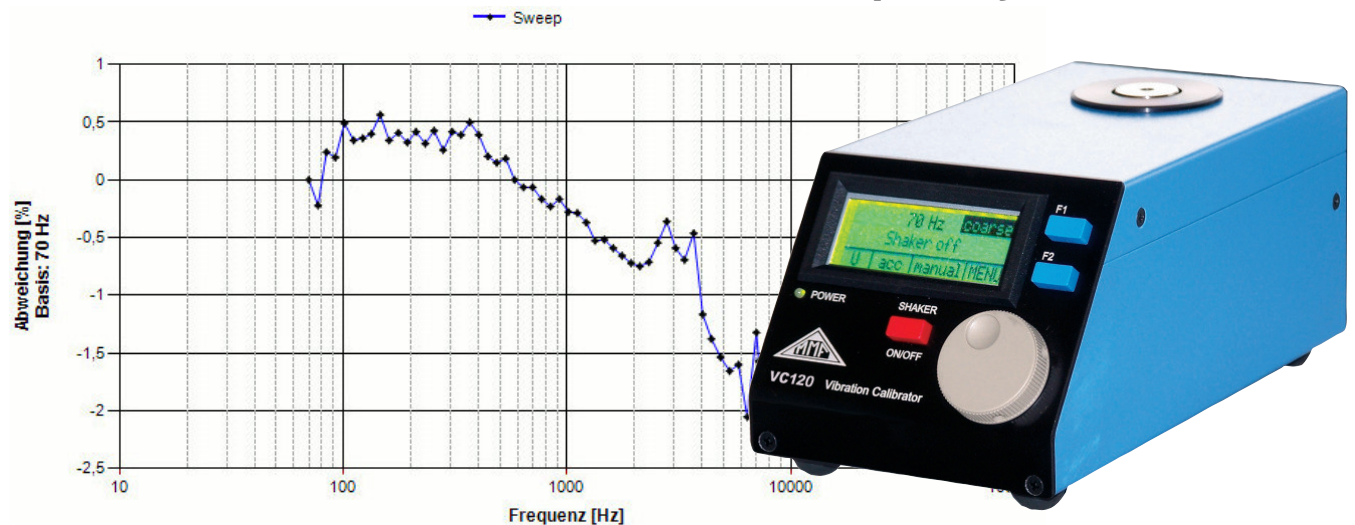 Sweep
1
0,5
0
-0,5
-1
-1,5
-2
-2,5
10
100
1000
10000
Abweichung [%]
Basis: 70 Hz
Frequenz [Hz]
70 Hz coarse
Shaker off
U acc manual MENU
F1
F2
POWER
SHAKER
ON/OFF
MMF
VC120 Vibration Calibrator